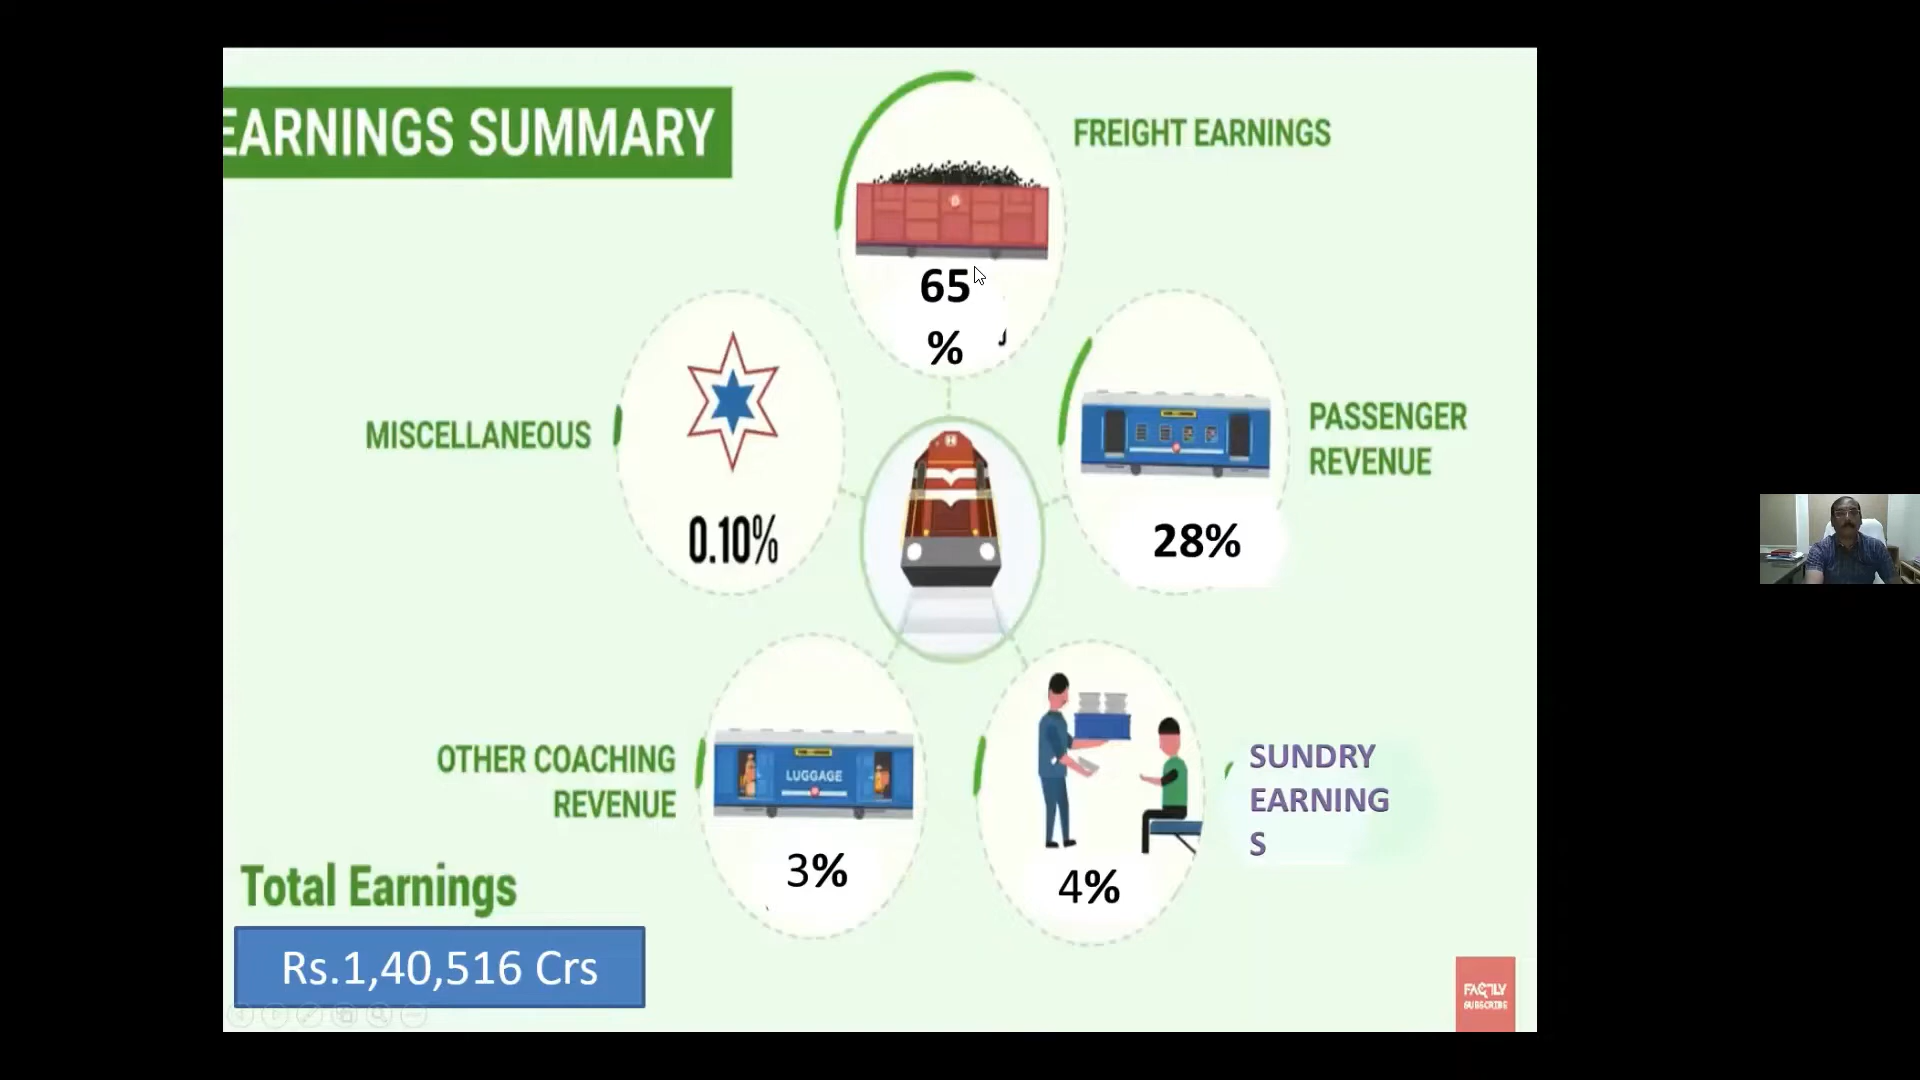 EARNINGS SUMMARY
FREIGHT EARNINGS
65
%
MISCELLANEOUS
0.10%
PASSENGER
REVENUE
28%
OTHER COACHING
REVENUE
LUGGAGE
3%
SUNDRY
EARNING
S
4%
Total Earnings
Rs.1,40,516 Crs
FACTLY
SUBSCRIBE